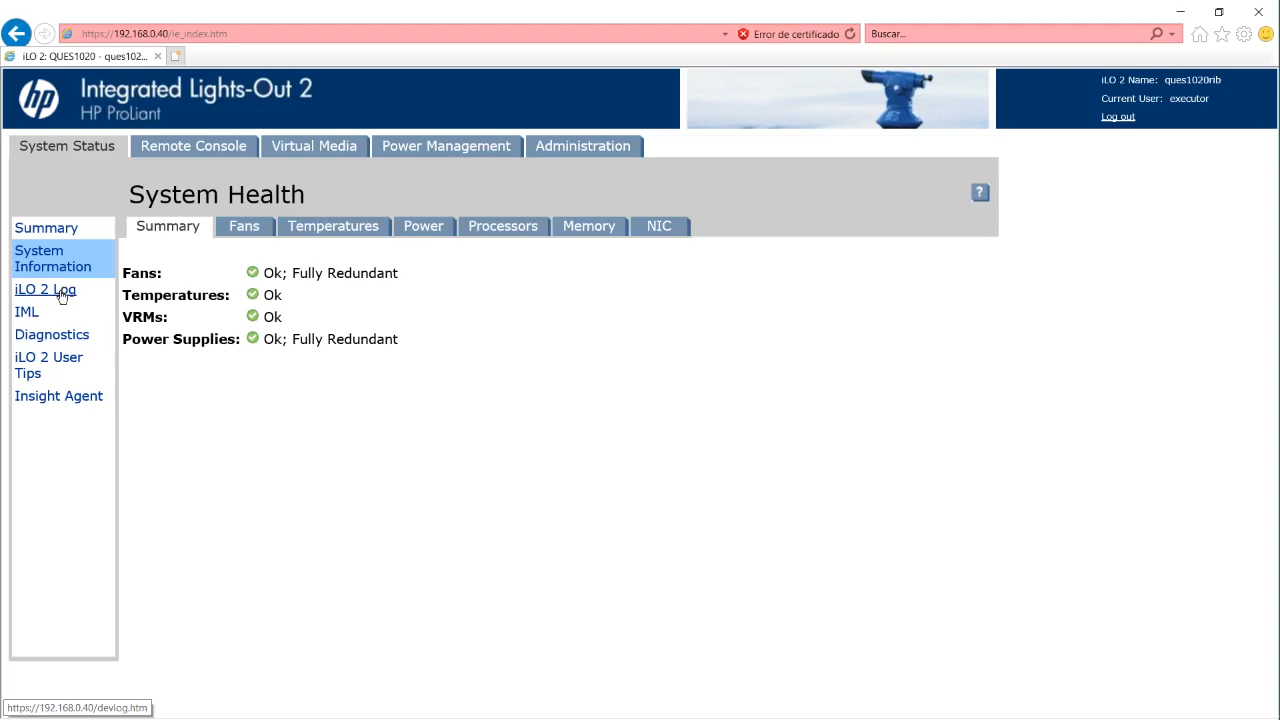 https://192.168.0.40/ie_index.htm
Error de certificado
Buscar...
iLO 2: QUES1020 - ques102...
hp
Integrated Lights-Out 2
HP ProLiant
iLO 2 Name: ques1020rib
Current User: executor
Log out
System Status
Remote Console
Virtual Media
Power Management
Administration
System Health
?
Summary
Fans
Temperatures
Power
Processors
Memory
NIC
Summary
System
Information
iLO 2 Log
IML
Diagnostics
iLO 2 User
Tips
Insight Agent
Fans: Ok; Fully Redundant
Temperatures: Ok
VRMs: Ok
Power Supplies: Ok; Fully Redundant
https://192.168.0.40/devlog.htm